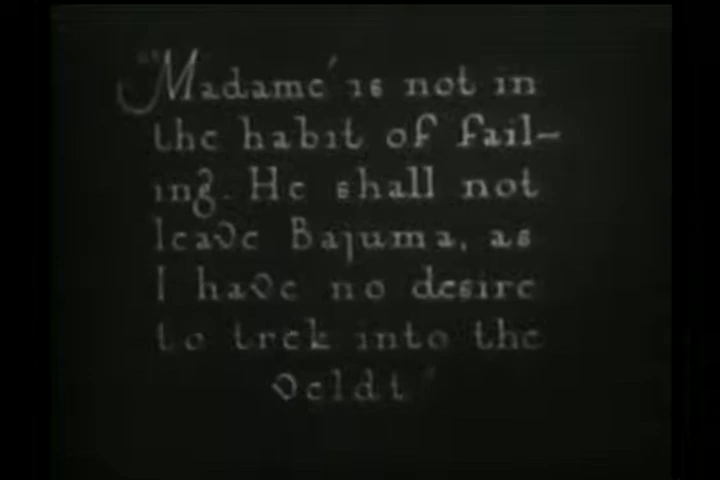 "Madame' is not in
the habit of fail-
ing. He shall not
leave Bajuma, as
I have no desire
to trek into the
veldt"